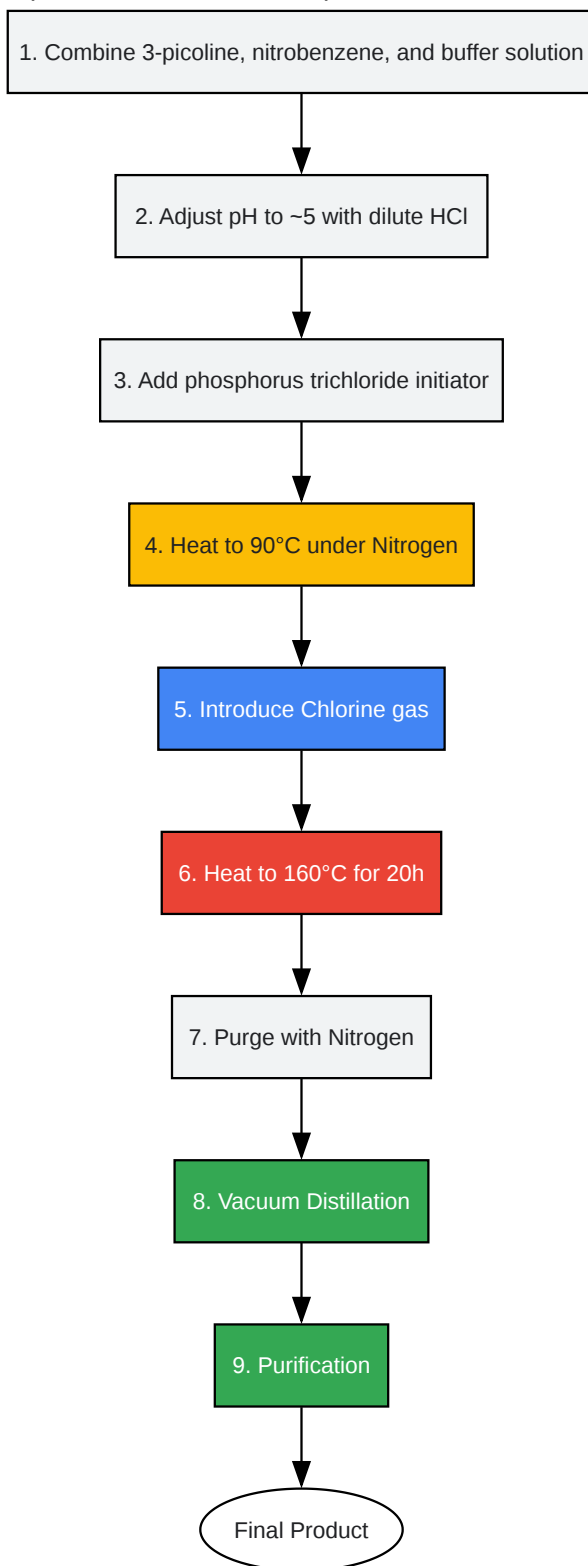 1. Combine 3-picoline, nitrobenzene, and buffer solution
2. Adjust pH to ~5 with dilute HCl
3. Add phosphorus trichloride initiator
4. Heat to 90°C under Nitrogen
5. Introduce Chlorine gas
6. Heat to 160°C for 20h
7. Purge with Nitrogen
8. Vacuum Distillation
9. Purification
Final Product